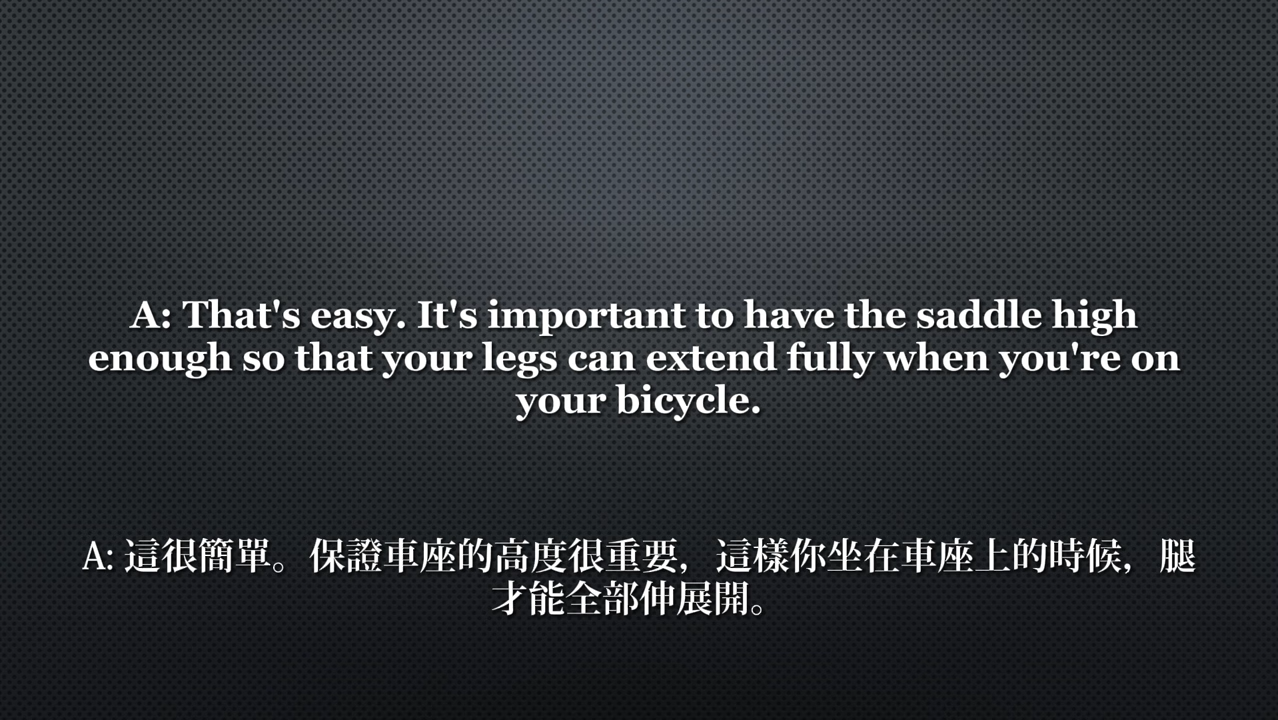 A: That's easy. It's important to have the saddle high
enough so that your legs can extend fully when you're on
your bicycle.
A: 這很簡單。保證車座的高度很重要，這樣你坐在車座上的時候，腿
才能全部伸展開。